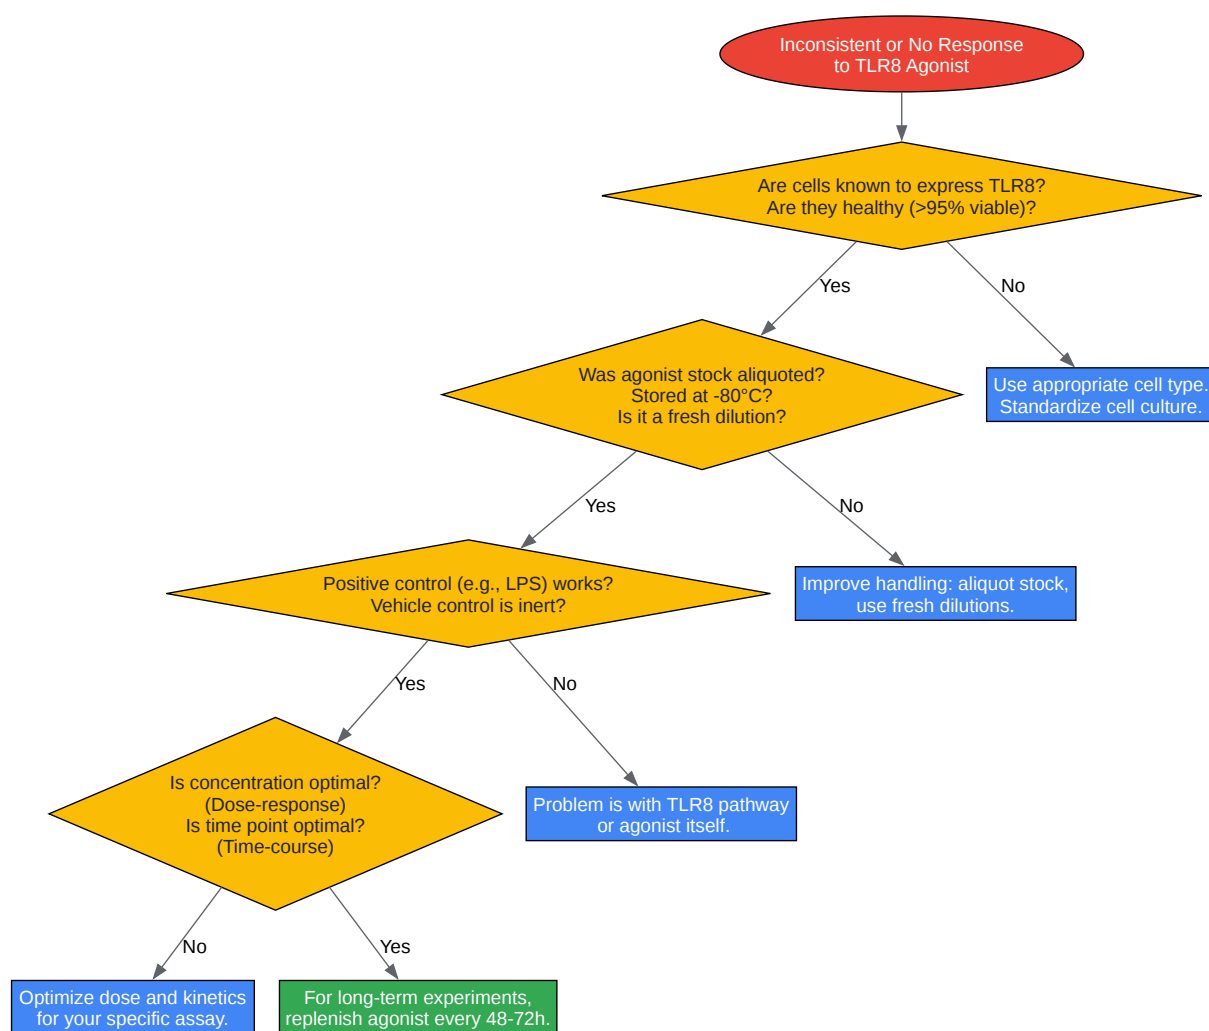 Inconsistent or No Response
to TLR8 Agonist
Are cells known to express TLR8?
Are they healthy (>95% viable)?
Yes
No
Was agonist stock aliquoted?
Stored at -80°C?
Is it a fresh dilution?
Use appropriate cell type.
Standardize cell culture.
Yes
No
Positive control (e.g., LPS) works?
Vehicle control is inert?
Improve handling: aliquot stock,
use fresh dilutions.
Yes
No
Is concentration optimal?
(Dose-response)
Is time point optimal?
(Time-course)
Problem is with TLR8 pathway
or agonist itself.
No
Yes
Optimize dose and kinetics
for your specific assay.
For long-term experiments,
replenish agonist every 48-72h.